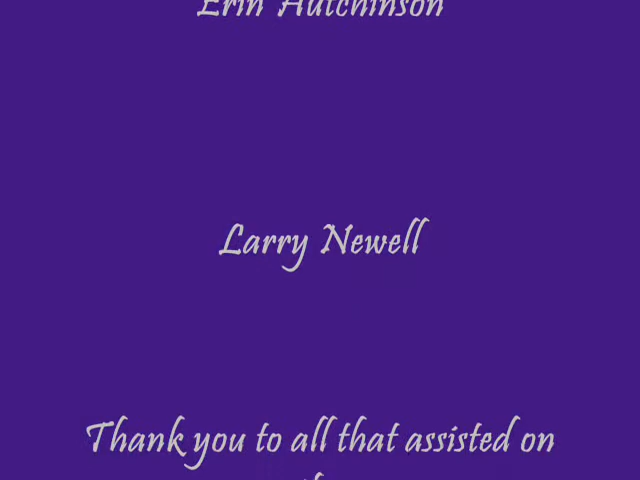 Erin Hutchinson
Larry Newell
Thank you to all that assisted on